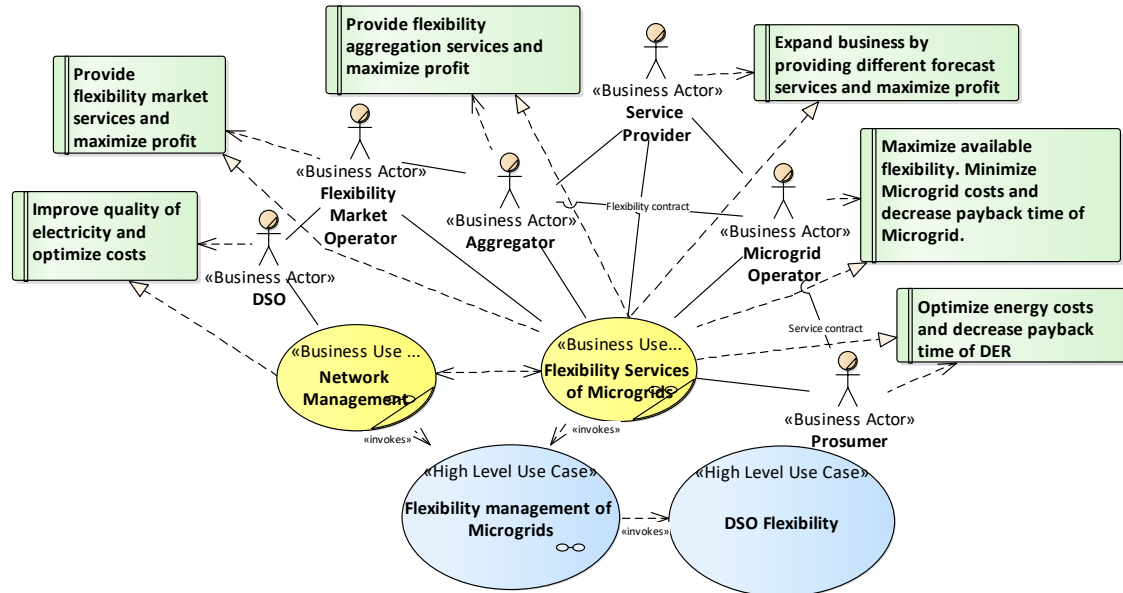 Provide flexibility
aggregation services and
maximize profit
Expand business by
providing different forecast
services and maximize profit
Provide
flexibility market
services and
maximize profit
«Business Actor»
Service
Provider
«Business Actor»
Flexibility
Market
Operator
Maximize available
flexibility. Minimize
Microgrid costs and
decrease payback time of
Microgrid.
Improve quality of
electricity and
optimize costs
«Business Actor»
Aggregator
Flexibility contract
«Business Actor»
Microgrid
Operator
«Business Actor»
DSO
Optimize energy costs
and decrease payback
time of DER
Service contract
«Business Use ...
Network
Management
«Business Use...
Flexibility Services
of Microgrids
«Business Actor»
Prosumer
«invokes»
«invokes»
«High Level Use Case»
Flexibility management of
Microgrids
«invokes»
«High Level Use Case»
DSO Flexibility